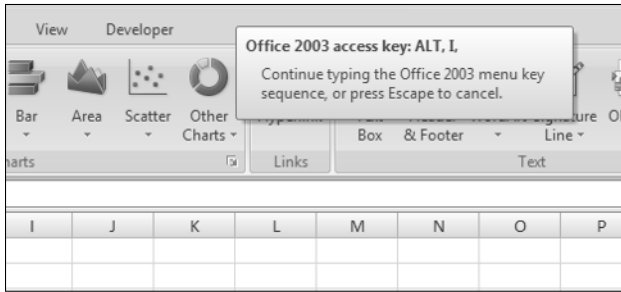 View Developer
Office 2003 access key: ALT, I,
Continue typing the Office 2003 menu key
sequence, or press Escape to cancel.
Bar Area Scatter Other
Charts
Box & Footer Line
Links Text
I J K L M N O P